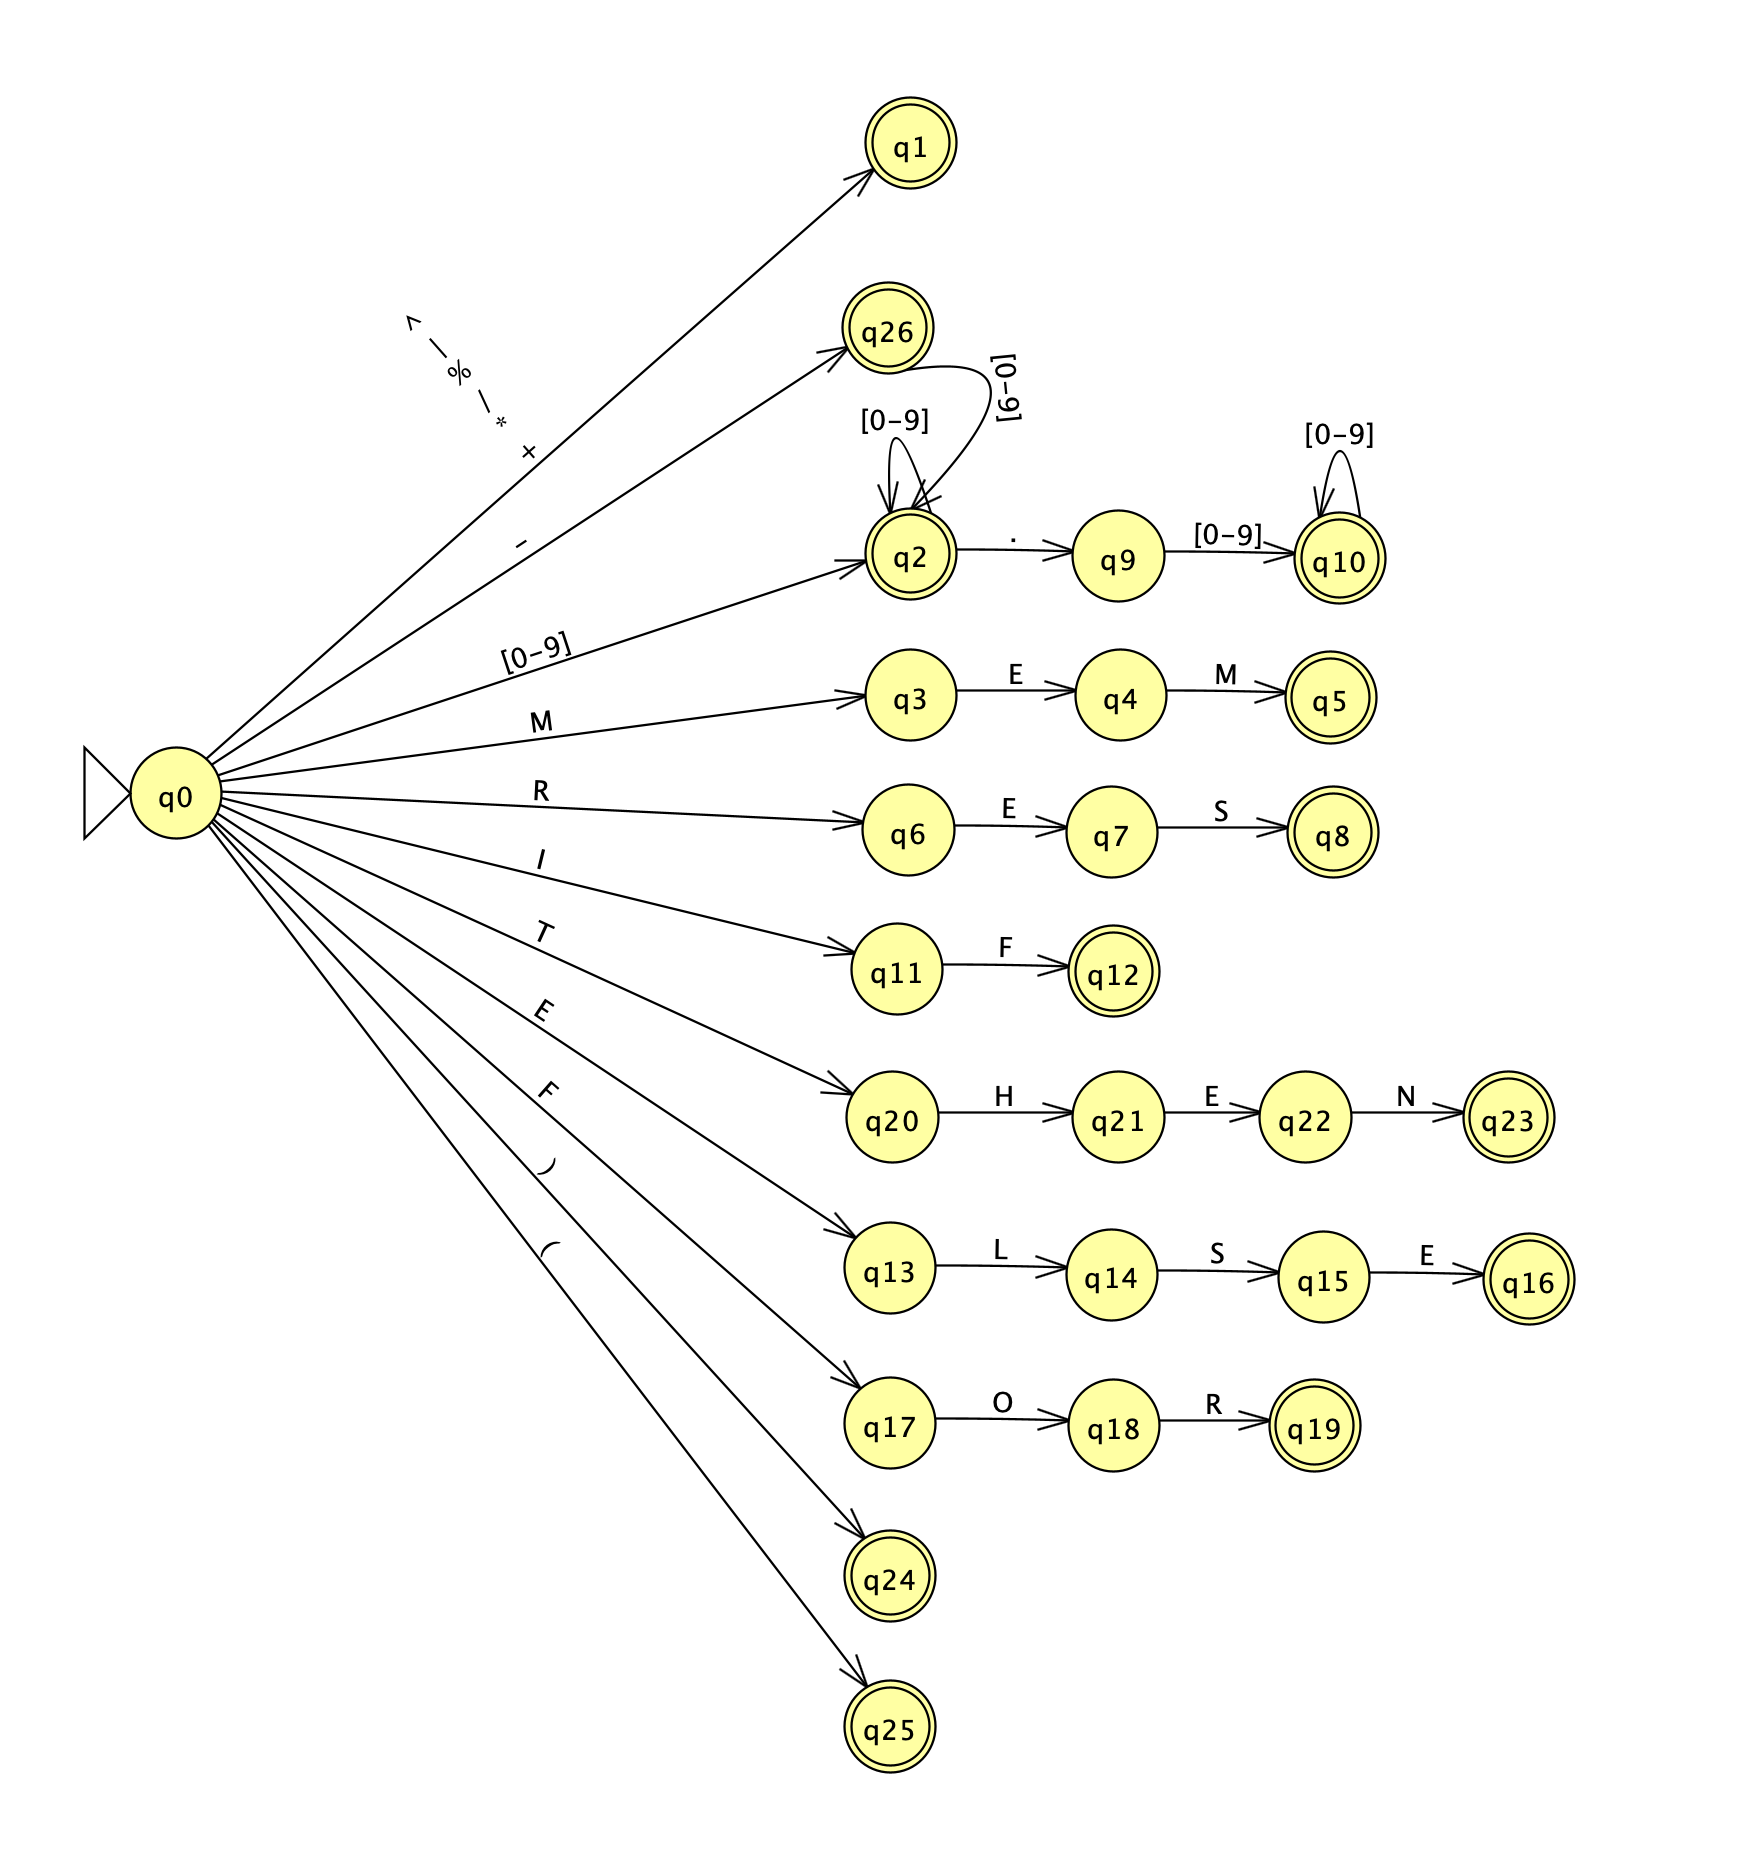 q1
^
|
%
/
*
+
q26
[0-9]
[0-9]
[0-9]
-
q2
.
q9
[0-9]
q10
[0-9]
M
q3
E
q4
M
q5
q0
R
q6
E
q7
S
q8
I
q11
F
q12
T
q20
H
q21
E
q22
N
q23
E
q13
L
q14
S
q15
E
q16
F
q17
O
q18
R
q19
)
q24
(
q25